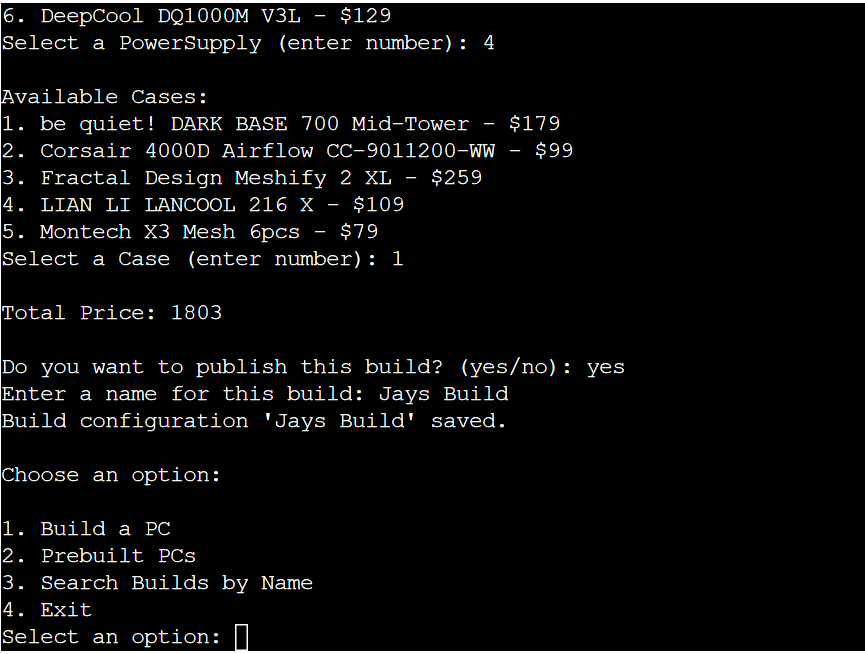 6. DeepCool DQ1000M V3L - $129
Select a PowerSupply (enter number): 4
Available Cases:
1. be quiet! DARK BASE 700 Mid-Tower - $179
2. Corsair 4000D Airflow CC-9011200-WW - $99
3. Fractal Design Meshify 2 XL - $259
4. LIAN LI LANCOOL 216 X - $109
5. Montech X3 Mesh 6pcs - $79
Select a Case (enter number): 1
Total Price: 1803
Do you want to publish this build? (yes/no): yes
Enter a name for this build: Jays Build
Build configuration 'Jays Build' saved.
Choose an option:
1. Build a PC
2. Prebuilt PCs
3. Search Builds by Name
4. Exit
Select an option: